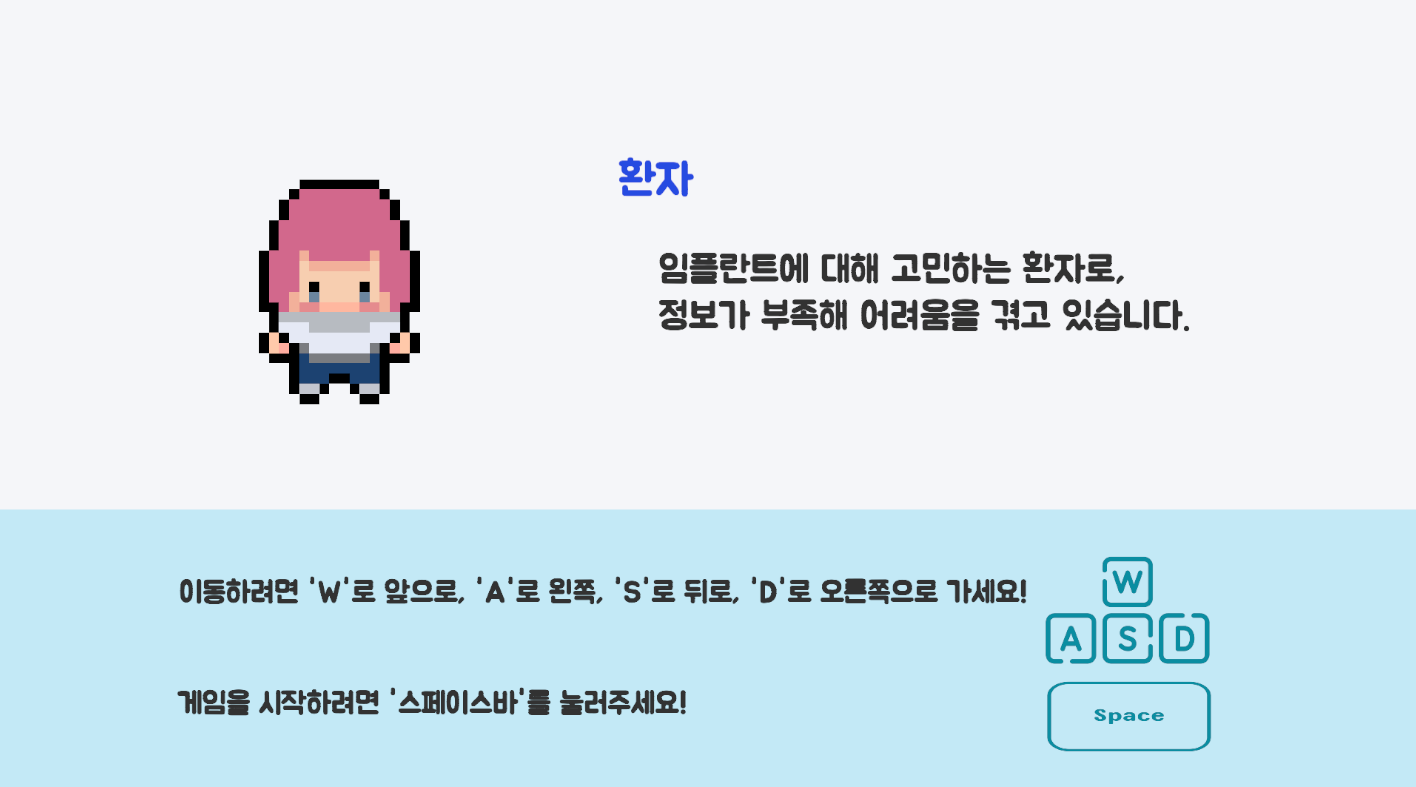 환자
임플란트에 대해 고민하는 환자로,
정보가 부족해 어려움을 겪고 있습니다.
이동하려면 'W'로 앞으로, 'A'로 왼쪽, 'S'로 뒤로, 'D'로 오른쪽으로 가세요!
W
A S D
게임을 시작하려면 '스페이스바'를 눌러주세요!
Space